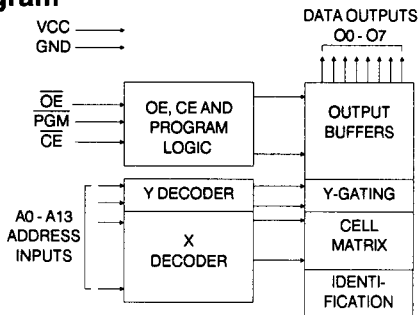 gram
DATA OUTPUTS
O0 - O7
VCC
GND
OE
PGM
CE
OE, CE AND
PROGRAM
LOGIC
OUTPUT
BUFFERS
A0 - A13
ADDRESS
INPUTS
Y DECODER
Y-GATING
X
DECODER
CELL
MATRIX
IDENTI-
FICATION